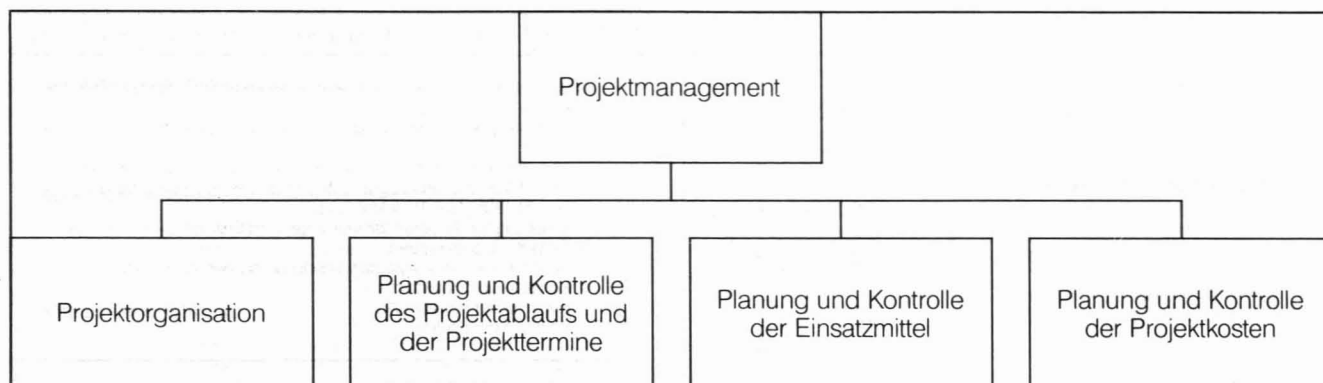 Projektmanagement
Projektorganisation
Planung und Kontrolle
des Projektablaufs und
der Projekttermine
Planung und Kontrolle
der Einsatzmittel
Planung und Kontrolle
der Projektkosten